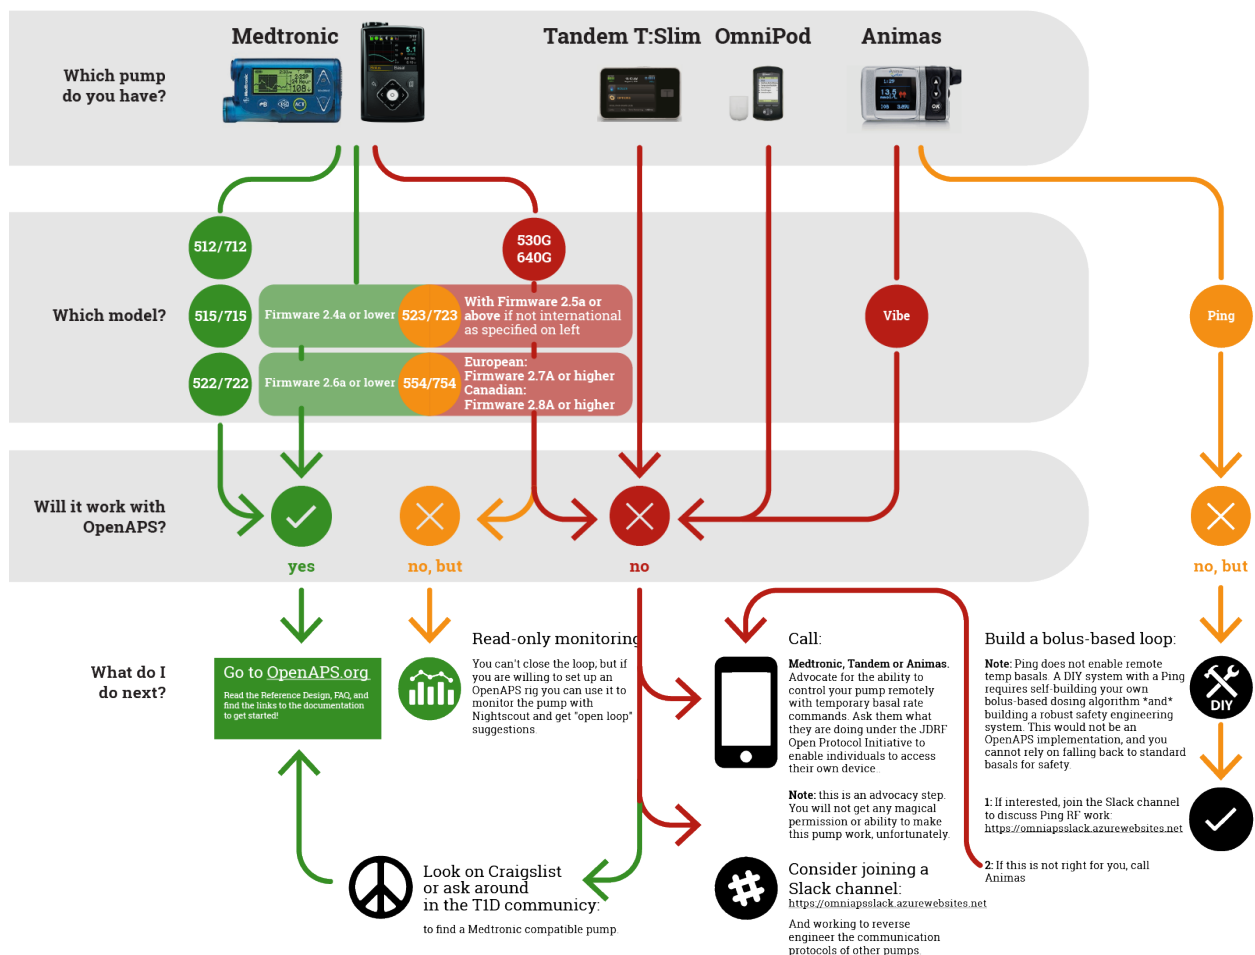 Medtronic
Tandem T:Slim
OmniPod
Animas
Which pump
do you have?
Which model?
512/712
530G
640G
515/715
Firmware 2.4a or lower
523/723
With Firmware 2.5a or
above if not international
as specified on left
Vibe
Ping
522/722
Firmware 2.6a or lower
554/754
European:
Firmware 2.7A or higher
Canadian:
Firmware 2.8A or higher
Will it work with
OpenAPS?
yes
no, but
no
no, but
What do I
do next?
Go to OpenAPS.org
Read the Reference Design, FAQ, and
find the links to the documentation
to get started!
Read-only monitoring
You can't close the loop, but if
you are willing to set up an
OpenAPS rig you can use it to
monitor the pump with
Nightscout and get "open loop"
suggestions.
Call:
Medtronic, Tandem or Animas.
Advocate for the ability to
control your pump remotely
with temporary basal rate
commands. Ask them what
they are doing under the JDRF
Open Protocol Initiative to
enable individuals to access
their own device.
Note: this is an advocacy step.
You will not get any magical
permission or ability to make
this pump work, unfortunately.
Build a bolus-based loop:
Note: Ping does not enable remote
temp basals. A DIY system with a Ping
requires self-building your own
bolus-based dosing algorithm *and*
building a robust safety engineering
system. This would not be an
OpenAPS implementation, and you
cannot rely on falling back to standard
basals for safety.
DIY
1: If interested, join the Slack channel
to discuss Ping RF work:
https://omniapsslack.azurewebsites.net
2: If this is not right for you, call
Animas
Look on Craigslist
or ask around
in the T1D communicy:
to find a Medtronic compatible pump.
Consider joining a
Slack channel:
https://omniapsslack.azurewebsites.net
And working to reverse
engineer the communication
protocols of other pumps.